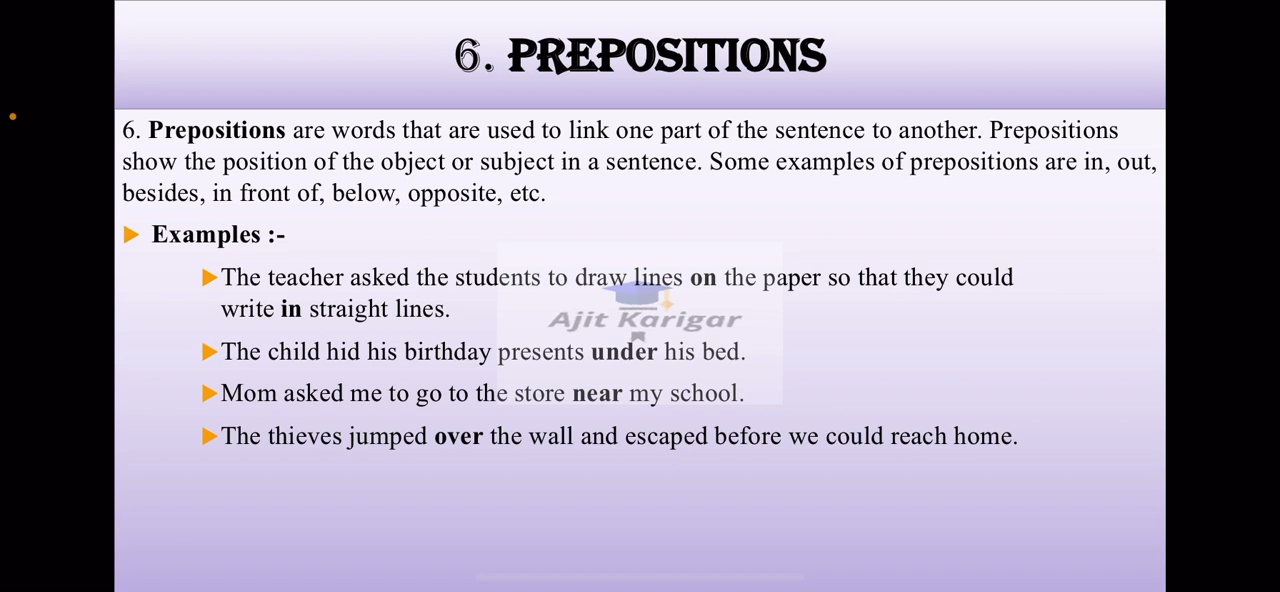 6. PREPOSITIONS
6. Prepositions are words that are used to link one part of the sentence to another. Prepositions
show the position of the object or subject in a sentence. Some examples of prepositions are in, out,
besides, in front of, below, opposite, etc.
Examples :-
The teacher asked the students to draw lines on the paper so that they could
write in straight lines.
Ajit Karigar
The child hid his birthday presents under his bed.
Mom asked me to go to the store near my school.
The thieves jumped over the wall and escaped before we could reach home.